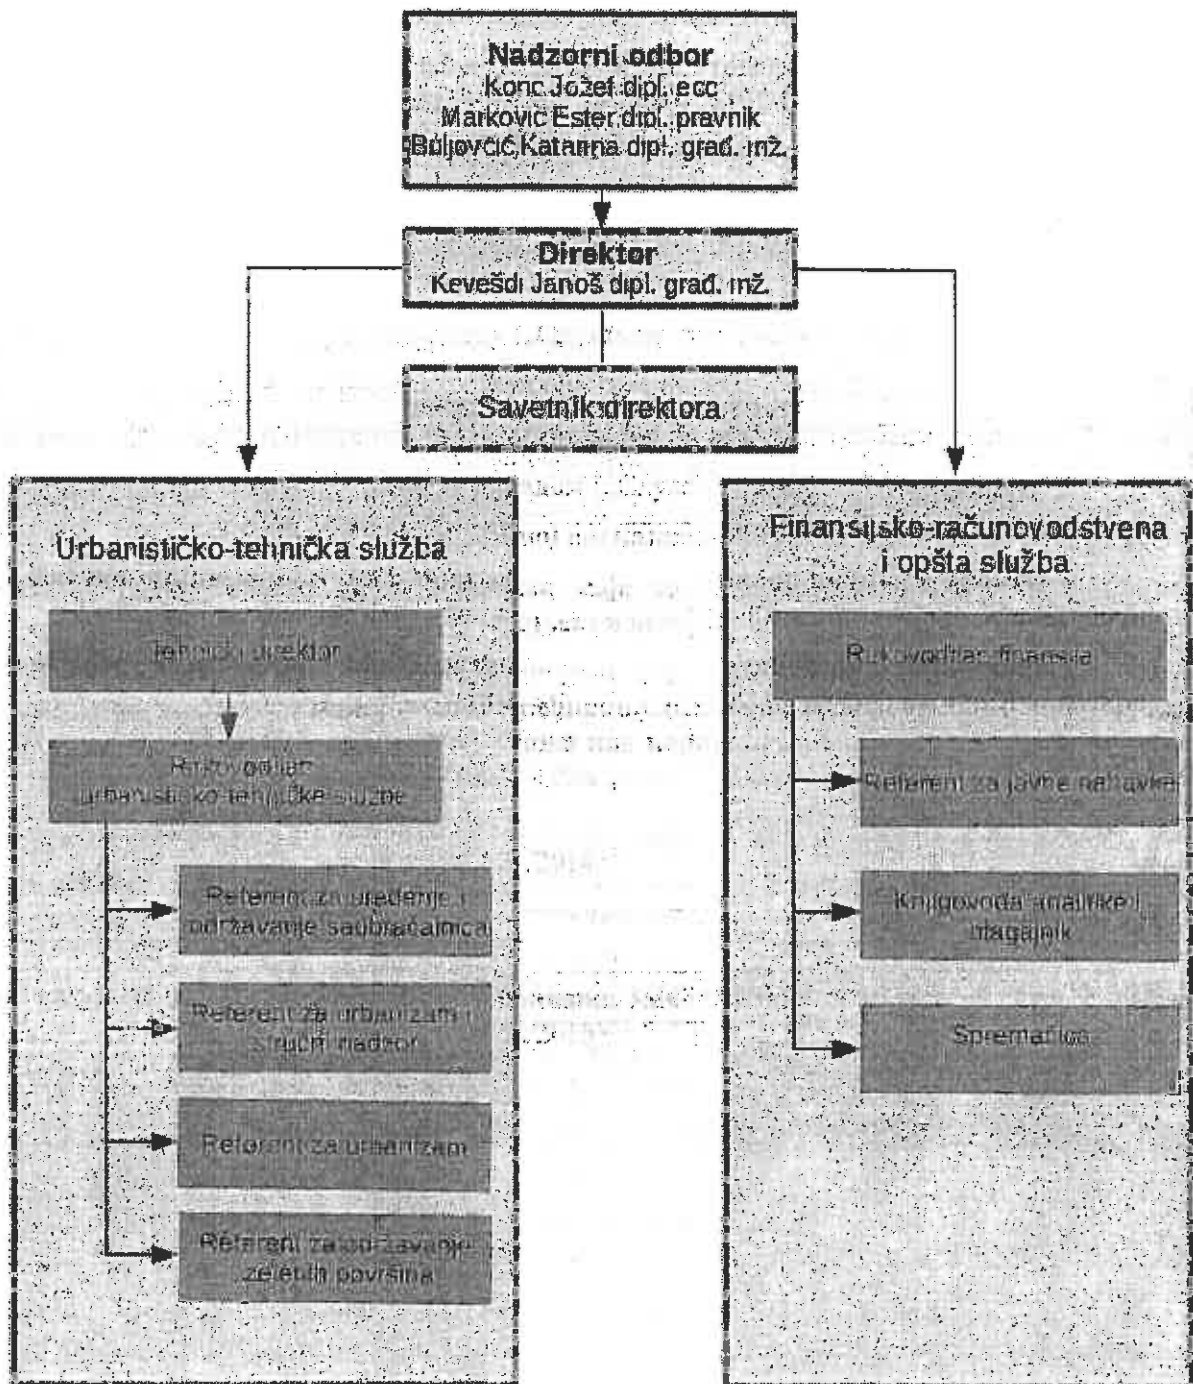 Nadzorni odbor
Konc Jožef dipl. ecc
Marković Ester dipl. pravnik
Buljovčić Katarina dipl. građ. inž.
Direktor
Kevešdi Janoš dipl. građ. inž.
Savetnik direktora
Urbanističko-tehnička služba
Tehnički direktor
Rukovodilac
urbanističko-tehničke službe
Referent za uređenje i
održavanje saobraćajnica
Referent za urbanizam i
stručni nadzor
Referent za urbanizam
Referent za održavanje
zelenih površina
Finansijsko-računovodstvena
i opšta služba
Rukovodilac finansija
Referent za javne nabavke
Knjigovođa analitike i
blagajnik
Spremačica